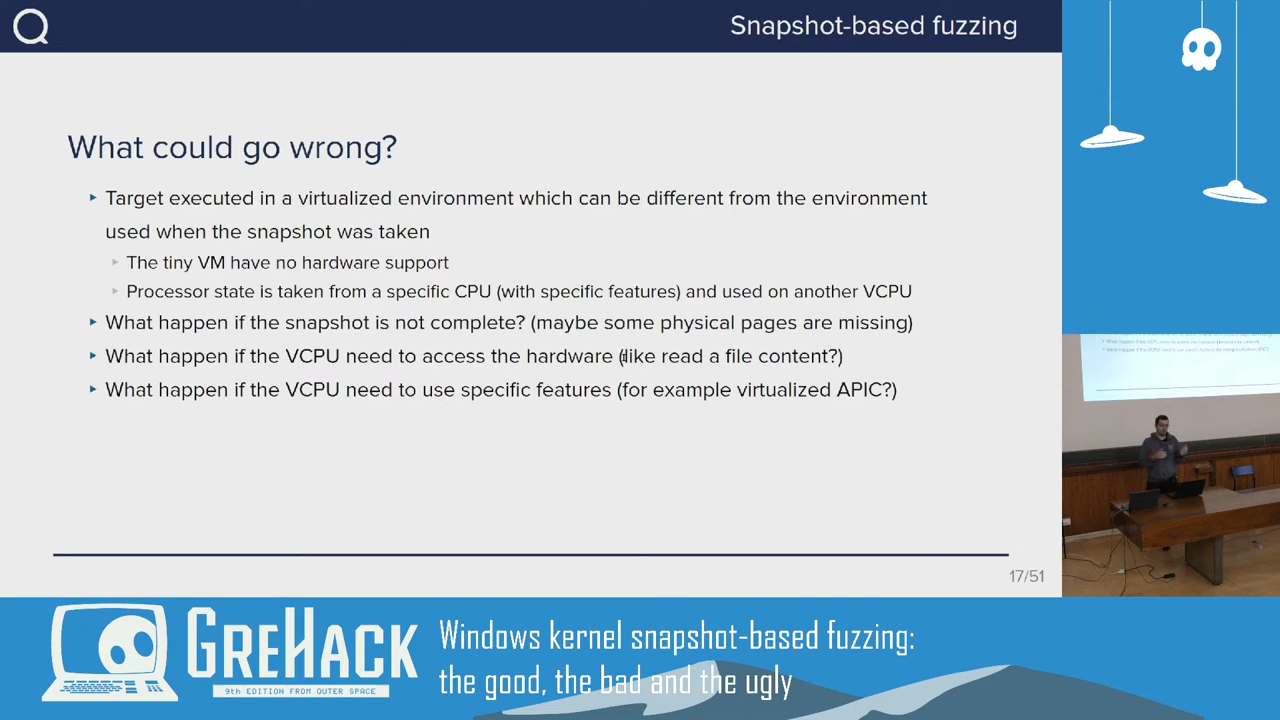 Snapshot-based fuzzing
What could go wrong?
Target executed in a virtualized environment which can be different from the environment
used when the snapshot was taken
The tiny VM have no hardware support
Processor state is taken from a specific CPU (with specific features) and used on another VCPU
What happen if the snapshot is not complete? (maybe some physical pages are missing)
What happen if the VCPU need to access the hardware (like read a file content?)
What happen if the VCPU need to use specific features (for example virtualized APIC?)
17/51
GREHACK
9th EDITION FROM OUTER SPACE
Windows kernel snapshot-based fuzzing:
the good, the bad and the ugly